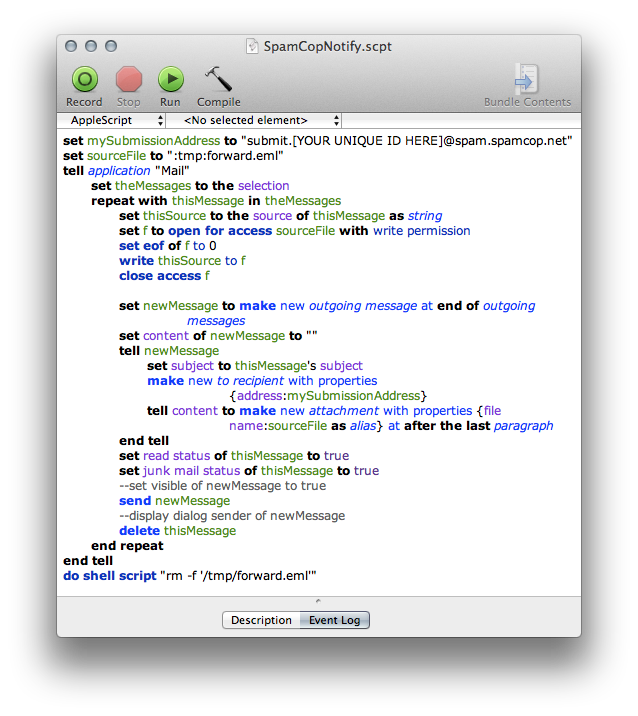 SpamCopNotify.scpt
Record Stop Run Compile Bundle Contents
AppleScript <No selected element>
set mySubmissionAddress to "submit.[YOUR UNIQUE ID HERE]@spam.spamcop.net"
set sourceFile to ":tmp:forward.eml"
tell application "Mail"
set theMessages to the selection
repeat with thisMessage in theMessages
set thisSource to the source of thisMessage as string
set f to open for access sourceFile with write permission
set eof of f to 0
write thisSource to f
close access f
set newMessage to make new outgoing message at end of outgoing
messages
set content of newMessage to ""
tell newMessage
set subject to thisMessage's subject
make new to recipient with properties
{address:mySubmissionAddress}
tell content to make new attachment with properties {file
name:sourceFile as alias} at after the last paragraph
end tell
set read status of thisMessage to true
set junk mail status of thisMessage to true
--set visible of newMessage to true
send newMessage
--display dialog sender of newMessage
delete thisMessage
end repeat
end tell
do shell script "rm -f '/tmp/forward.eml'"
Description Event Log